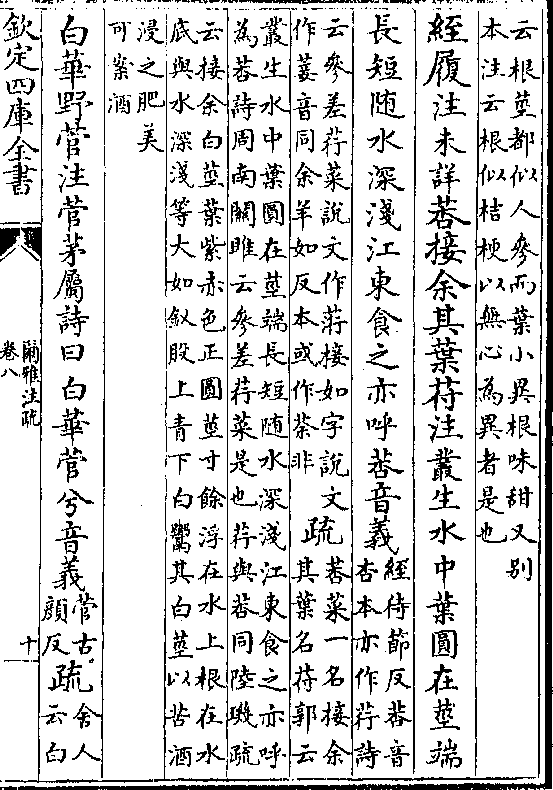 云根莖都似人參而葉小異根味甜又别
本注云根似桔梗以無心為異者是也
經履注未詳莕接余其葉苻注叢生水中葉圓在莖端
長短随水深淺江東食之亦呼莕音義
經待節反莕音
杏本亦作荇詩
云參差荇菜說文作莕接如字說文
作菨音同余羊如反本或作荼非
疏
莕菜一名接余
其葉名苻郭云
叢生水中葉圓在莖端長短随水深淺江東食之亦呼
為莕詩周南關雎云參差荇菜是也荇與莕同陸璣疏
云接余白莖葉紫赤色正圓莖寸餘浮在水上根在水
底與水深淺等大如釵股上青下白鬻其白莖以苦酒
浸之肥美
可案酒
白華野菅注菅茅屬詩曰白華菅兮音義
菅古
顔反
疏
舍人
云白
欽定四庫全書
爾雅注疏
卷八
十